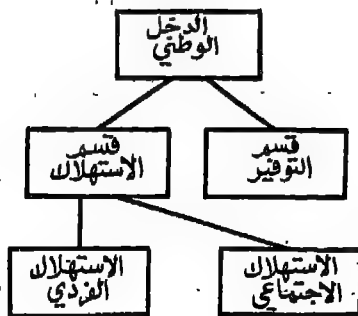 الدخل
الوطني
قسم
الاستهلاك
قسم
التوفير
الاستهلاك
الفردي
الاستهلاك
الاجتماعي